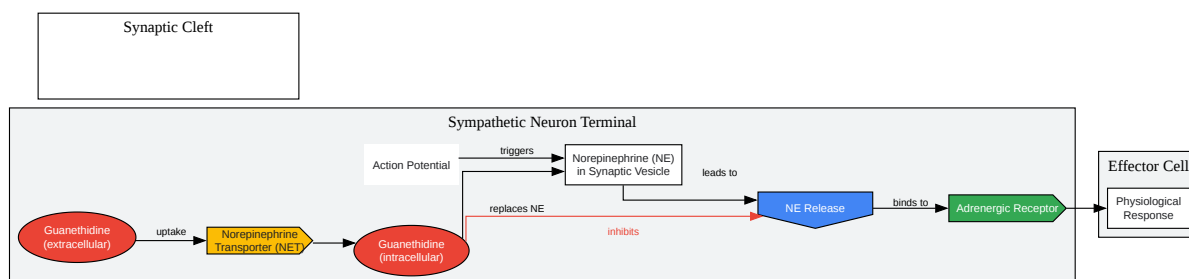 Synaptic Cleft
Sympathetic Neuron Terminal
Action Potential
triggers
Norepinephrine (NE)
in Synaptic Vesicle
leads to
Effector Cell
Physiological
Response
replaces NE
NE Release
binds to
Adrenergic Receptor
inhibits
Guanethidine
(extracellular)
uptake
Norepinephrine
Transporter (NET)
Guanethidine
(intracellular)